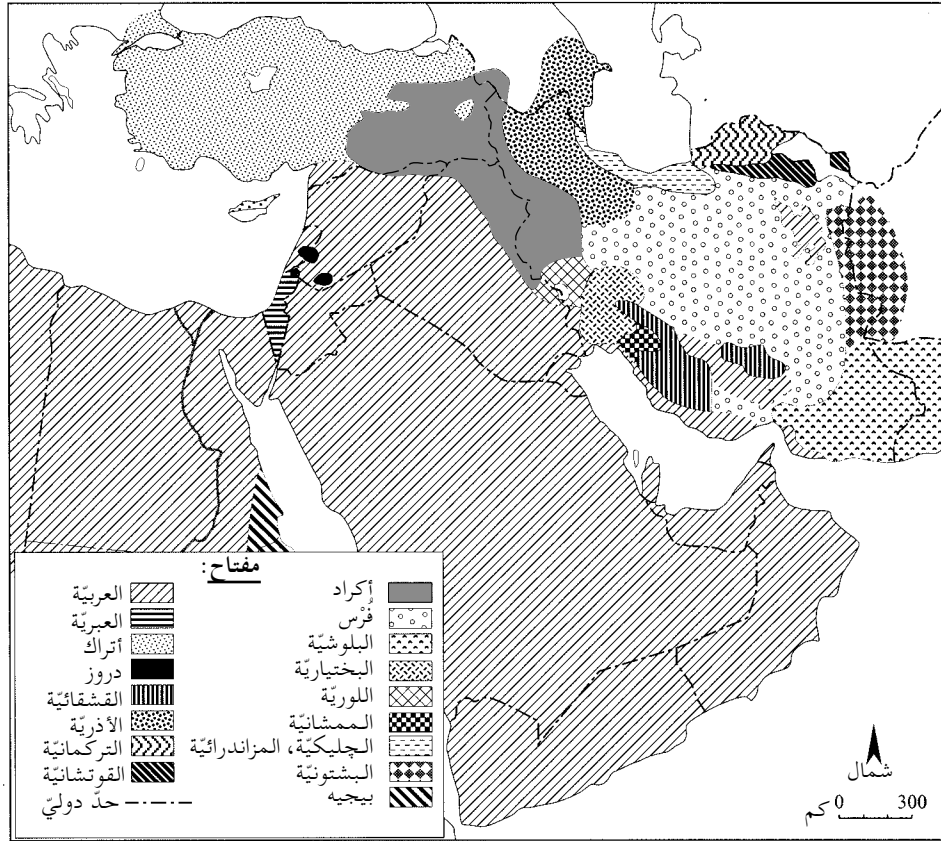 مفتاح:
أكراد
فُرْس
البلوشيّة
البختياريّة
اللوريّة
الممشانيّة
الچليكيّة، المزاندرائيّة
البشتونيّة
بيجيه
العربيّة
العبريّة
أتراك
دروز
القشقائيّة
الأذريّة
التركمانيّة
القوتشانيّة
حدّ دوليّ
شمال
كم 0 300